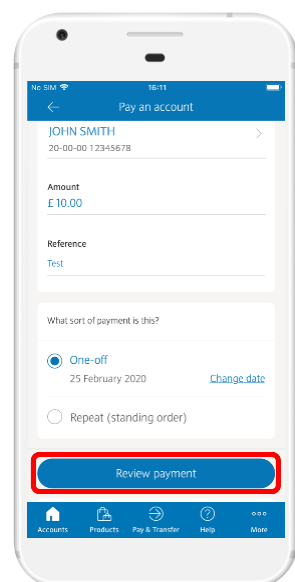 No SIM 16:11
Pay an account
JOHN SMITH
20-00-00 12345678
Amount
£ 10.00
Reference
Test
What sort of payment is this?
One-off
25 February 2020 Change date
Repeat (standing order)
Review payment
Accounts Products Pay & Transfer Help More